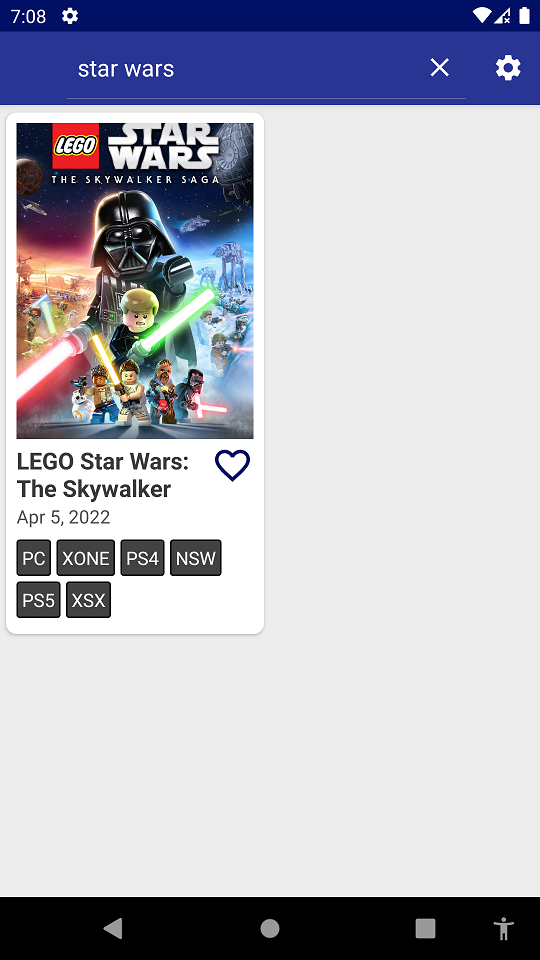 7:08
star wars
LEGO
STAR
WARS
THE SKYWALKER SAGA
LEGO Star Wars:
The Skywalker
Apr 5, 2022
PC XONE PS4 NSW
PS5 XSX